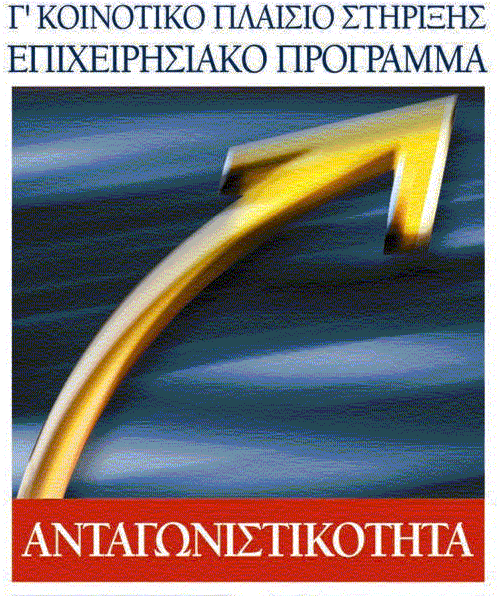 Γ' ΚΟΙΝΟΤΙΚΟ ΠΛΑΙΣΙΟ ΣΤΗΡΙΞΗΣ
ΕΠΙΧΕΙΡΗΣΙΑΚΟ ΠΡΟΓΡΑΜΜΑ
ΑΝΤΑΓΩΝΙΣΤΙΚΟΤΗΤΑ